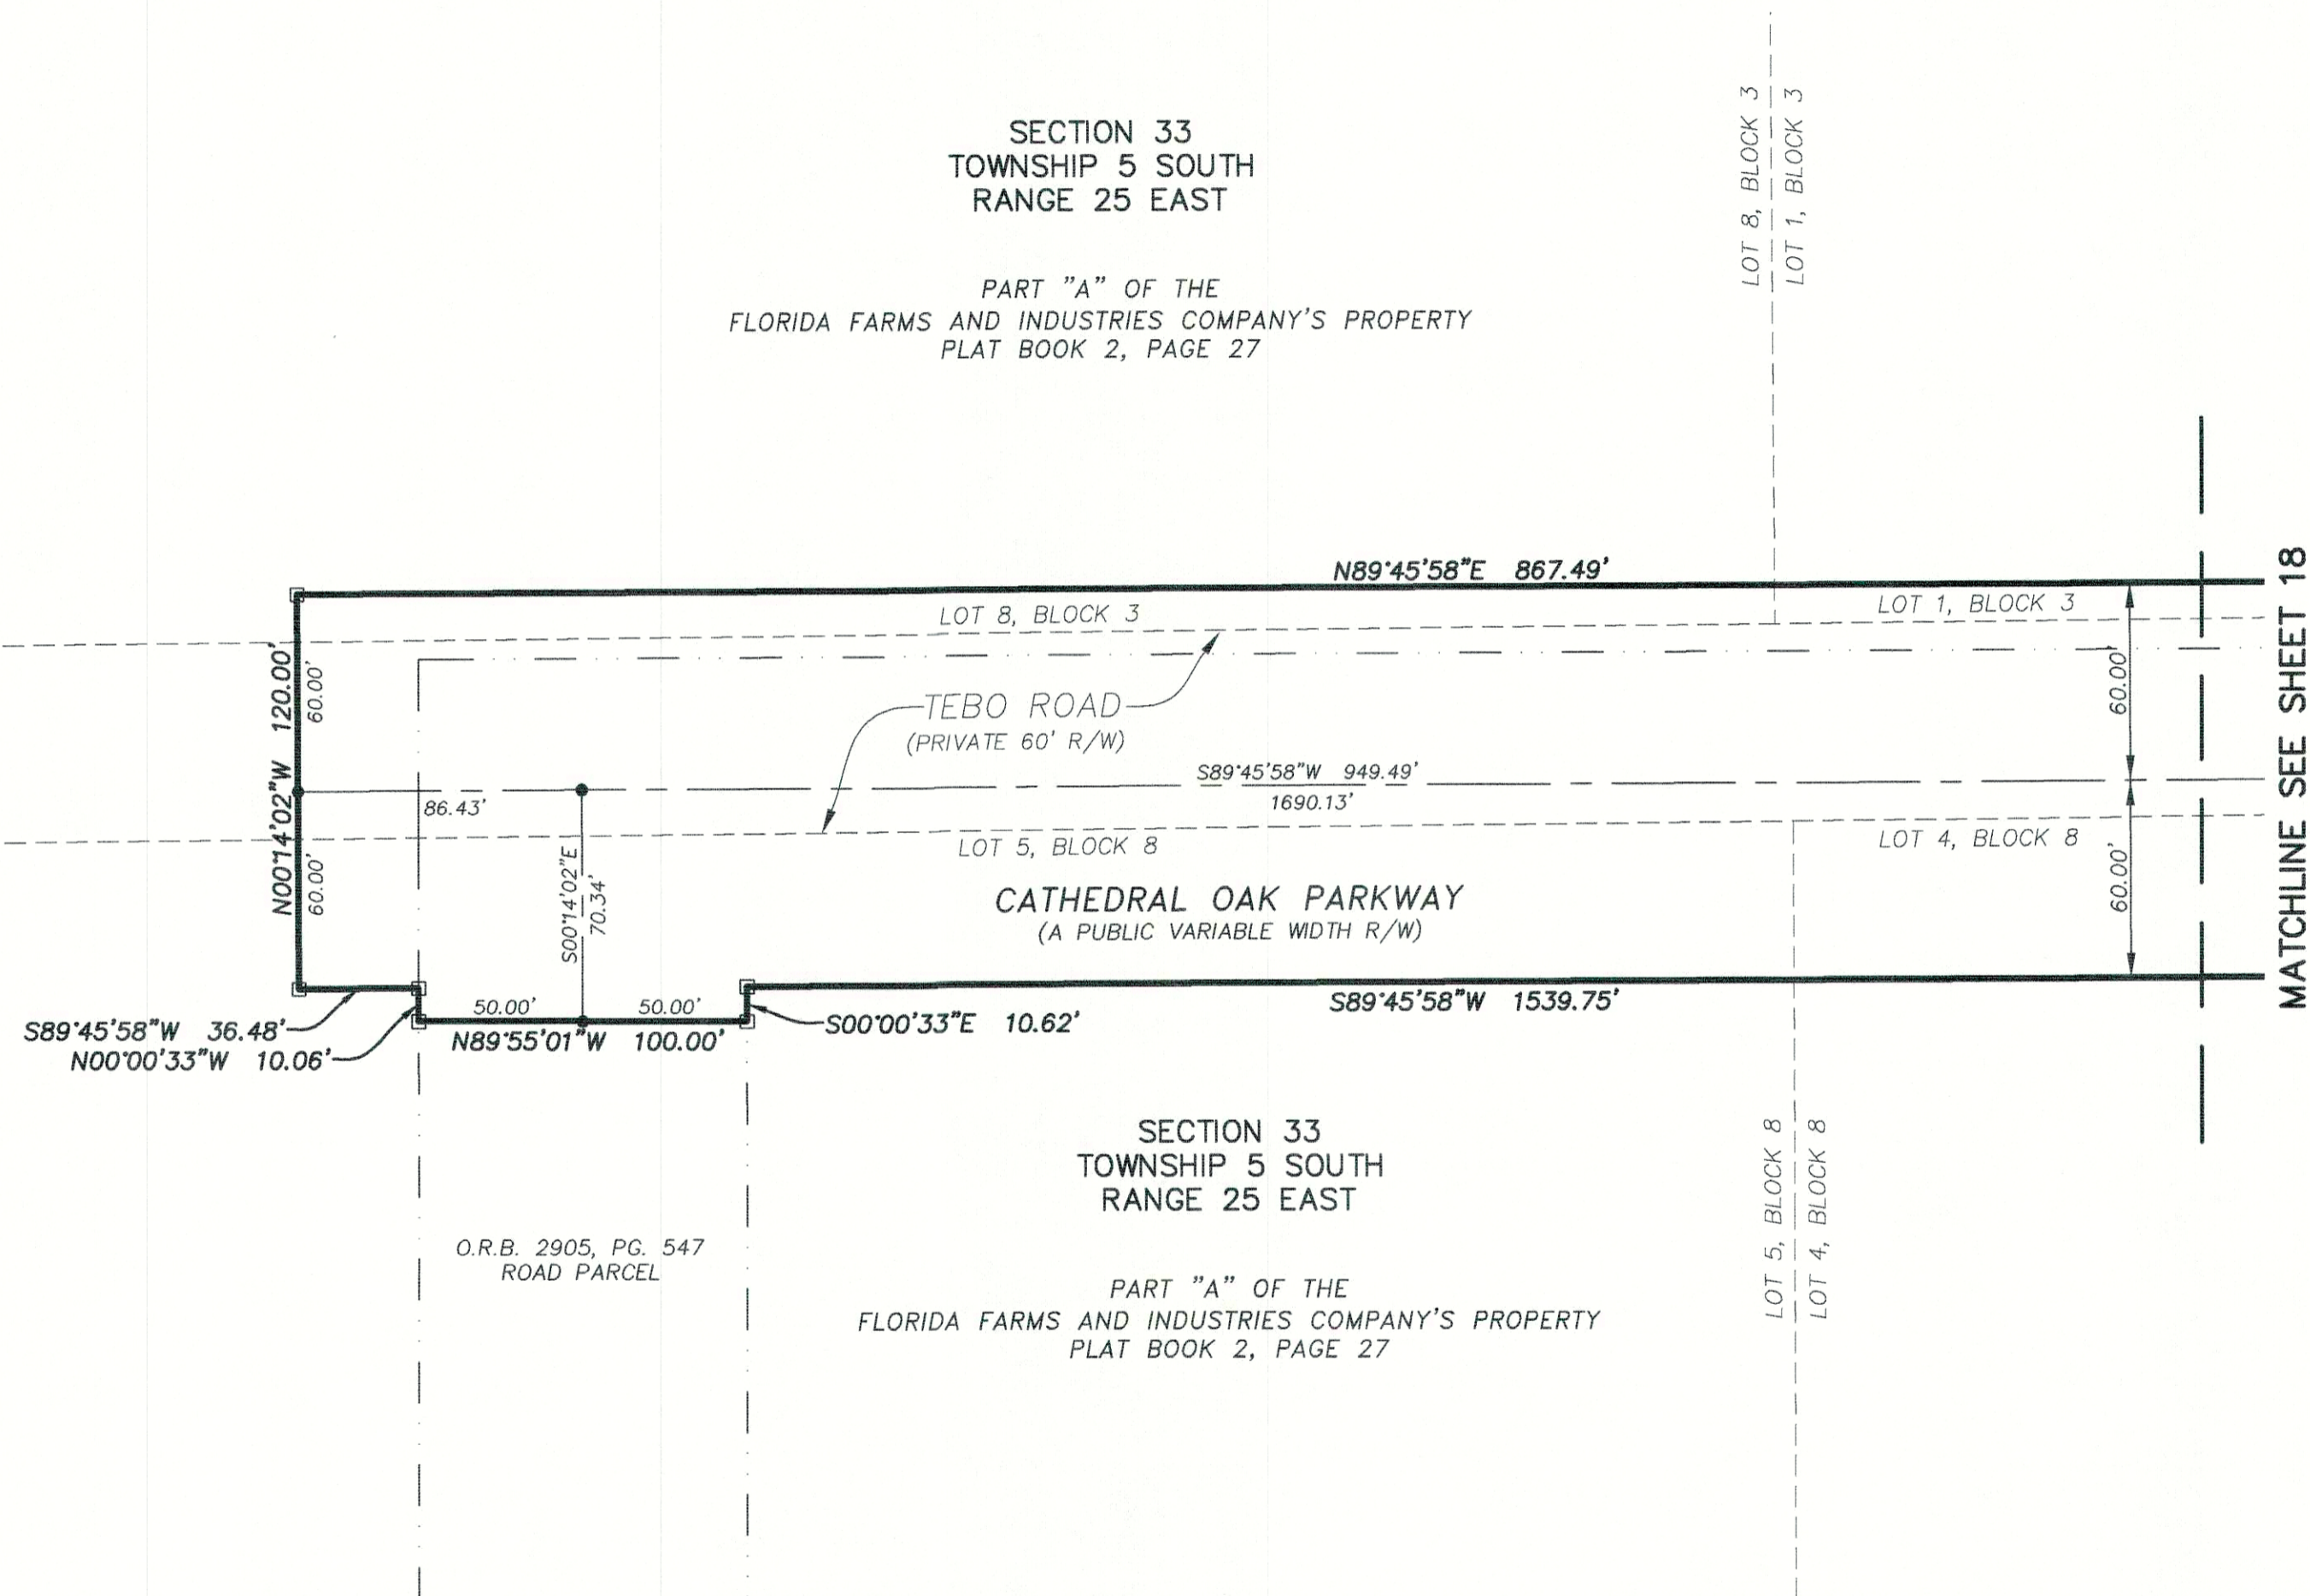 LOT 8, BLOCK 3
LOT 1, BLOCK 3
SECTION 33
TOWNSHIP 5 SOUTH
RANGE 25 EAST
PART "A" OF THE
FLORIDA FARMS AND INDUSTRIES COMPANY'S PROPERTY
PLAT BOOK 2, PAGE 27
N89°45'58"E 867.49'
LOT 8, BLOCK 3
LOT 1, BLOCK 3
MATCHLINE SEE SHEET 18
N00°14'02"W 120.00'
60.00'
60.00'
TEBO ROAD
(PRIVATE 60' R/W)
60.00'
S89°45'58"W 949.49'
1690.13'
86.43'
LOT 5, BLOCK 8
LOT 4, BLOCK 8
S00°14'02"E
70.34'
60.00'
CATHEDRAL OAK PARKWAY
(A PUBLIC VARIABLE WIDTH R/W)
50.00'
50.00'
S89°45'58"W 1539.75'
S89°45'58"W 36.48'
N00°00'33"W 10.06'
N89°55'01"W 100.00'
S00°00'33"E 10.62'
SECTION 33
TOWNSHIP 5 SOUTH
RANGE 25 EAST
LOT 5, BLOCK 8
LOT 4, BLOCK 8
O.R.B. 2905, PG. 547
ROAD PARCEL
PART "A" OF THE
FLORIDA FARMS AND INDUSTRIES COMPANY'S PROPERTY
PLAT BOOK 2, PAGE 27